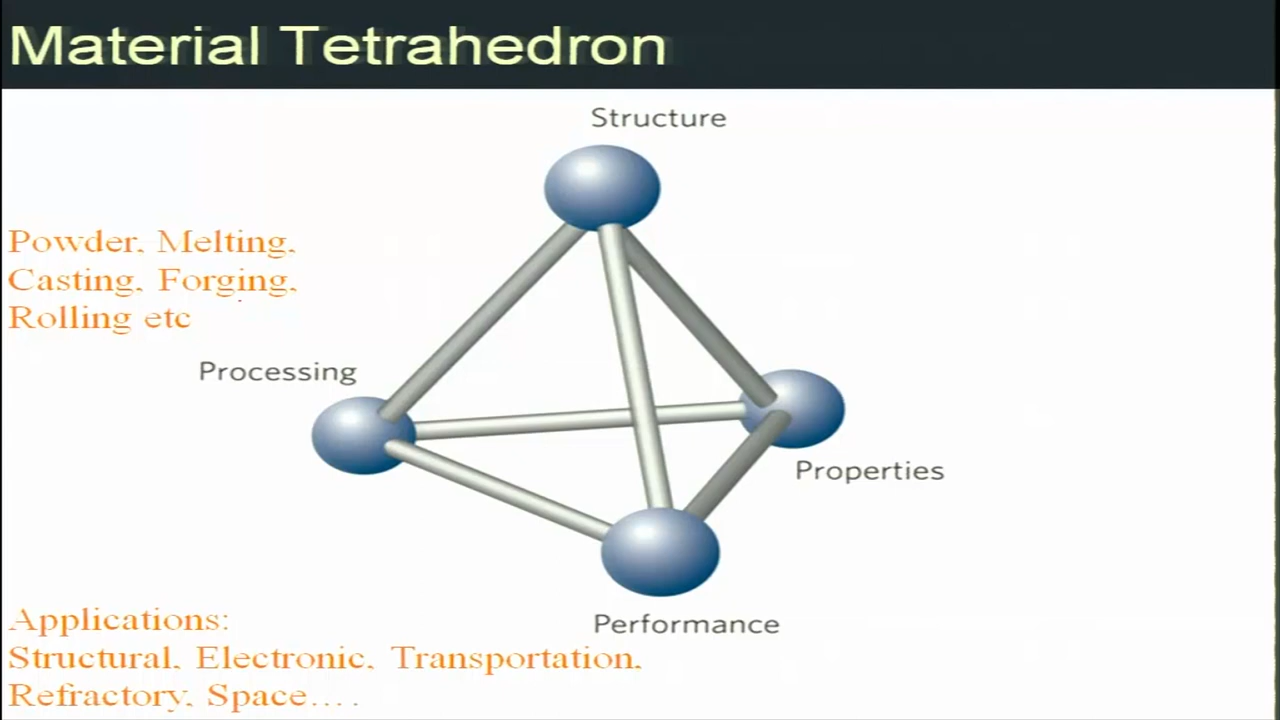 Material Tetrahedron
Structure
Powder, Melting,
Casting, Forging,
Rolling etc
Processing
Properties
Performance
Applications:
Structural, Electronic, Transportation,
Refractory, Space....